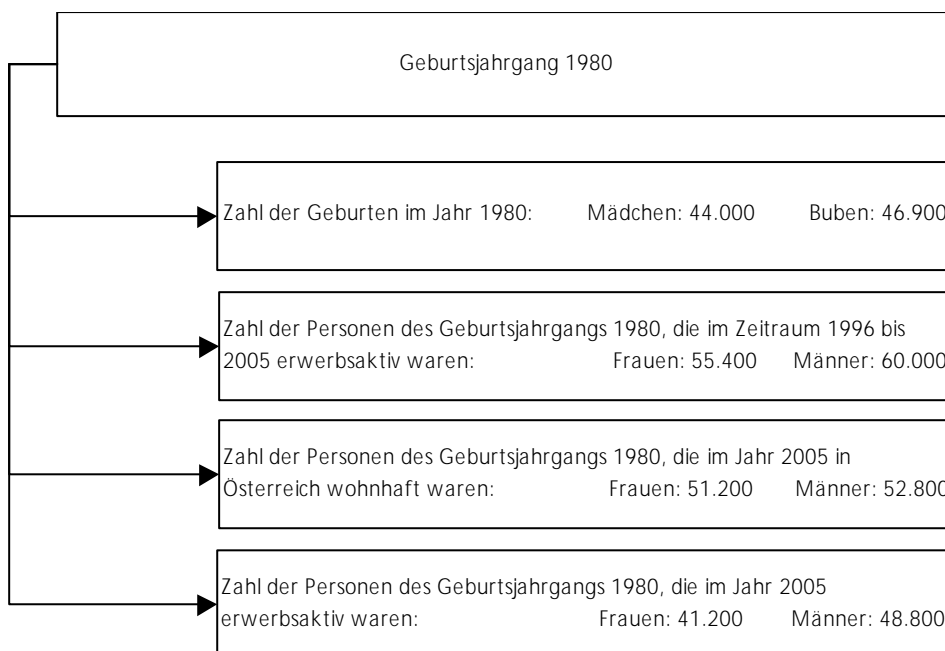 Geburtsjahrgang 1980
Zahl der Geburten im Jahr 1980: Mädchen: 44.000 Buben: 46.900
Zahl der Personen des Geburtsjahrgangs 1980, die im Zeitraum 1996 bis
2005 erwerbsaktiv waren: Frauen: 55.400 Männer: 60.000
Zahl der Personen des Geburtsjahrgangs 1980, die im Jahr 2005 in
Österreich wohnhaft waren: Frauen: 51.200 Männer: 52.800
Zahl der Personen des Geburtsjahrgangs 1980, die im Jahr 2005
erwerbsaktiv waren: Frauen: 41.200 Männer: 48.800